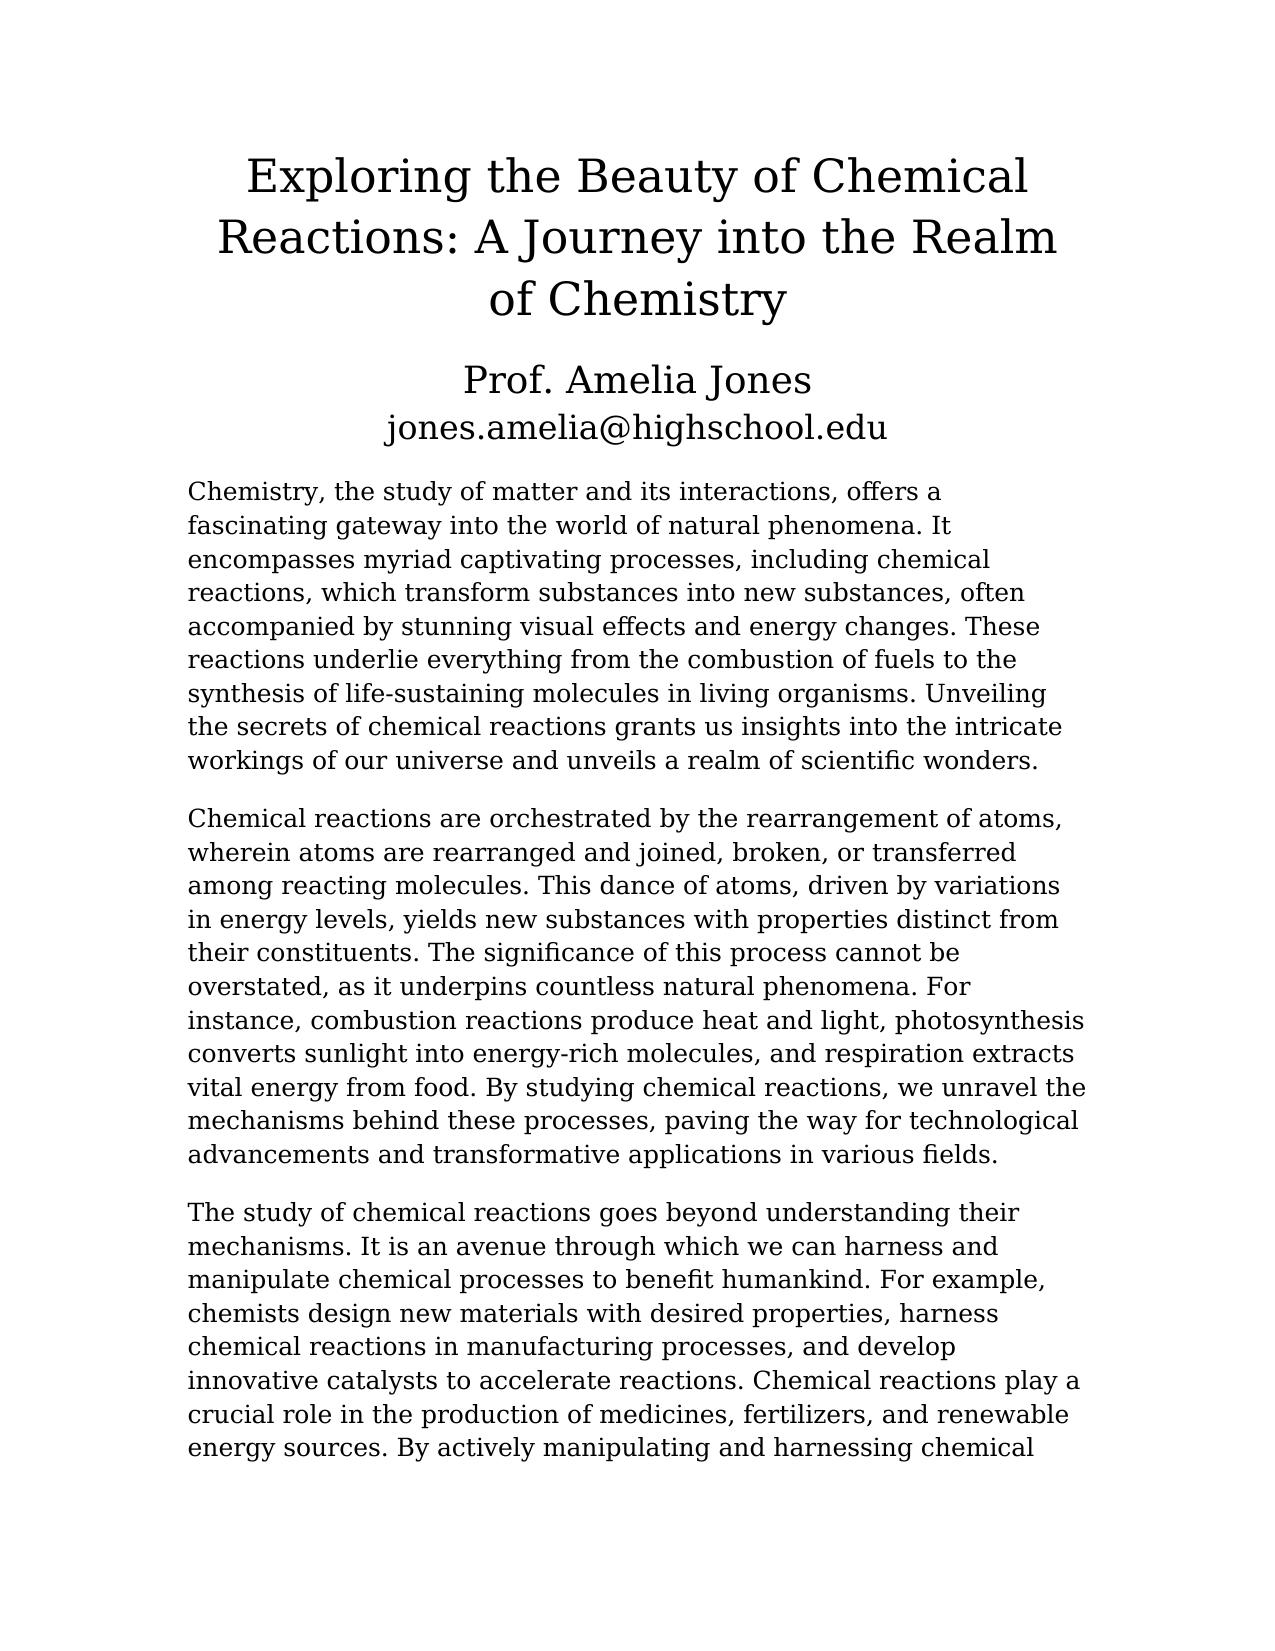 Exploring the Beauty of Chemical
Reactions: A Journey into the Realm
of Chemistry
Prof. Amelia Jones
jones.amelia@highschool.edu
Chemistry, the study of matter and its interactions, offers a
fascinating gateway into the world of natural phenomena. It
encompasses myriad captivating processes, including chemical
reactions, which transform substances into new substances, often
accompanied by stunning visual effects and energy changes. These
reactions underlie everything from the combustion of fuels to the
synthesis of life-sustaining molecules in living organisms. Unveiling
the secrets of chemical reactions grants us insights into the intricate
workings of our universe and unveils a realm of scientific wonders.
Chemical reactions are orchestrated by the rearrangement of atoms,
wherein atoms are rearranged and joined, broken, or transferred
among reacting molecules. This dance of atoms, driven by variations
in energy levels, yields new substances with properties distinct from
their constituents. The significance of this process cannot be
overstated, as it underpins countless natural phenomena. For
instance, combustion reactions produce heat and light, photosynthesis
converts sunlight into energy-rich molecules, and respiration extracts
vital energy from food. By studying chemical reactions, we unravel the
mechanisms behind these processes, paving the way for technological
advancements and transformative applications in various fields.
The study of chemical reactions goes beyond understanding their
mechanisms. It is an avenue through which we can harness and
manipulate chemical processes to benefit humankind. For example,
chemists design new materials with desired properties, harness
chemical reactions in manufacturing processes, and develop
innovative catalysts to accelerate reactions. Chemical reactions play a
crucial role in the production of medicines, fertilizers, and renewable
energy sources. By actively manipulating and harnessing chemical